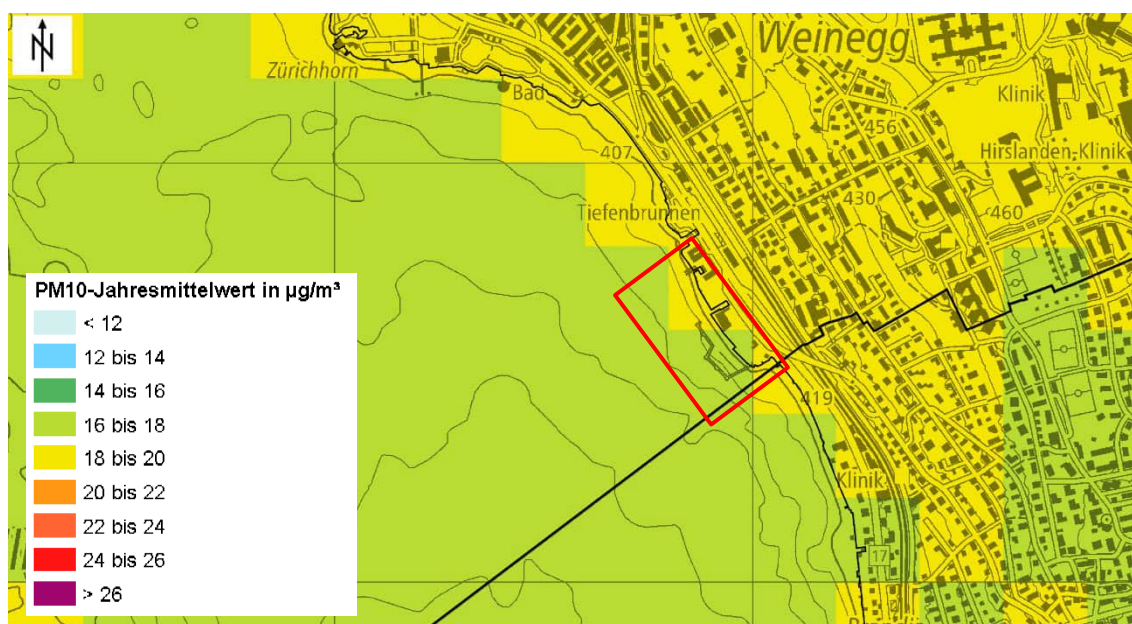 N
Weinegg
Zürichhorn
Bad
Klinik
456
Hirslanden-Klinik
407
430
Tiefenbrunnen
460
PM10-Jahresmittelwert in µg/m³
< 12
12 bis 14
14 bis 16
16 bis 18
18 bis 20
20 bis 22
22 bis 24
24 bis 26
> 26
419
Klinik
17